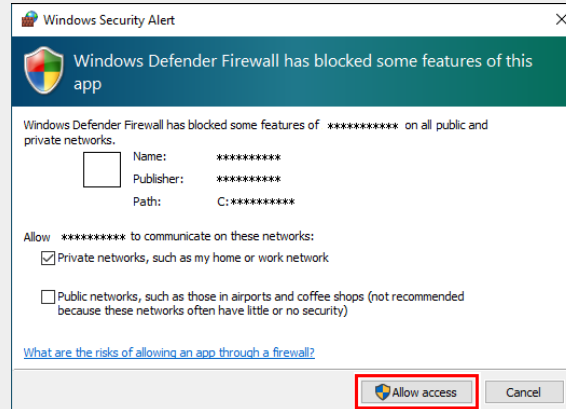 Windows Security Alert
Windows Defender Firewall has blocked some features of this
app
Windows Defender Firewall has blocked some features of *********** on all public and
private networks.
Name: **********
Publisher: **********
Path: C:**********
Allow ********** to communicate on these networks:
Private networks, such as my home or work network
Public networks, such as those in airports and coffee shops (not recommended
because these networks often have little or no security)
What are the risks of allowing an app through a firewall?
Allow access Cancel